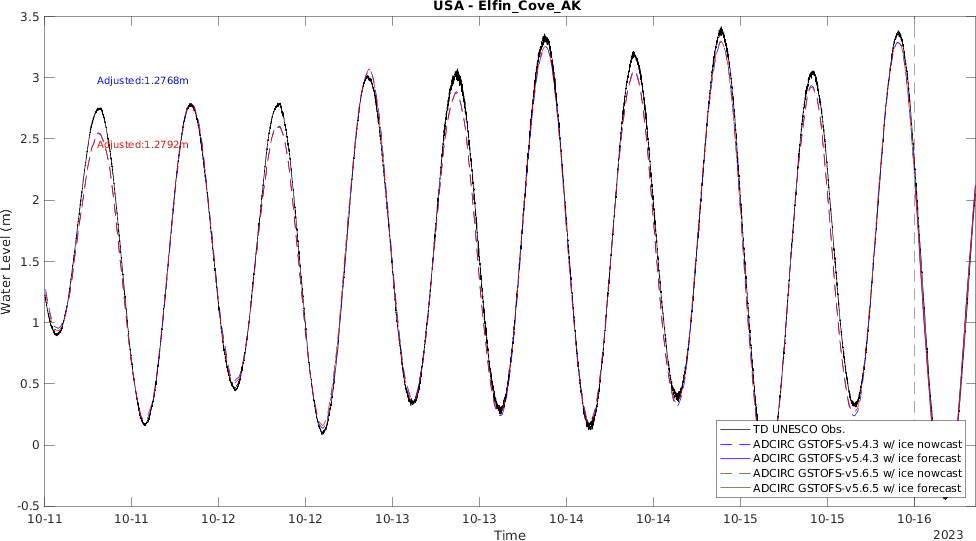 USA - Elfin_Cove_AK
3.5
3
2.5
2
1.5
1
0.5
0
-0.5
Water Level (m)
Adjusted:1.2768m
Adjusted:1.2792m
TD UNESCO Obs.
ADCIRC GSTOFS-v5.4.3 w/ ice nowcast
ADCIRC GSTOFS-v5.4.3 w/ ice forecast
ADCIRC GSTOFS-v5.6.5 w/ ice nowcast
ADCIRC GSTOFS-v5.6.5 w/ ice forecast
10-11 10-11 10-12 10-12 10-13 10-13 10-14 10-14 10-15 10-15 10-16
Time
2023